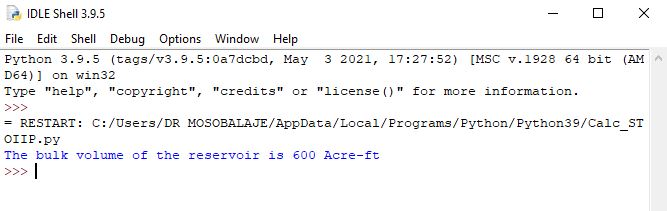 IDLE Shell 3.9.5
File Edit Shell Debug Options Window Help
Python 3.9.5 (tags/v3.9.5:0a7dcbd, May  3 2021, 17:27:52) [MSC v.1928 64 bit (AM
D64)] on win32
Type "help", "copyright", "credits" or "license()" for more information.
>>>
= RESTART: C:/Users/DR MOSOBALAJE/AppData/Local/Programs/Python/Python39/Calc_ST
OIIP.py
The bulk volume of the reservoir is 600 Acre-ft
>>>